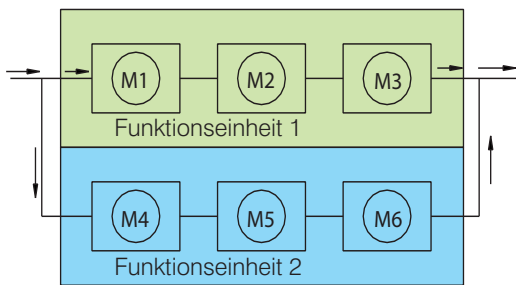 M1 M2 M3
Funktionseinheit 1
M4 M5 M6
Funktionseinheit 2